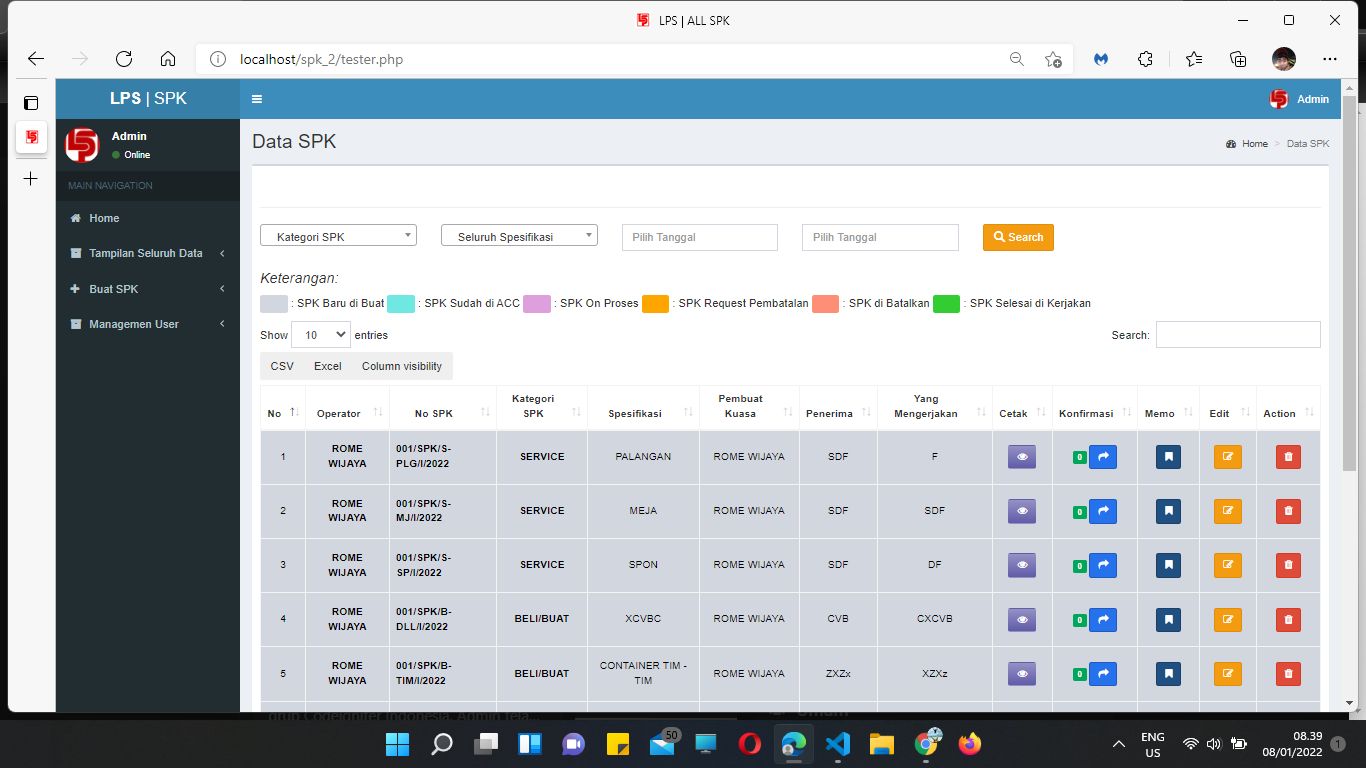 LPS | ALL SPK
localhost/spk_2/tester.php
LPS | SPK
Admin
Admin
Online
MAIN NAVIGATION
Home
Tampilan Seluruh Data
Buat SPK
Managemen User
Data SPK
Home > Data SPK
Kategori SPK
Seluruh Spesifikasi
Pilih Tanggal
Pilih Tanggal
Search
Keterangan:
: SPK Baru di Buat : SPK Sudah di ACC : SPK On Proses : SPK Request Pembatalan : SPK di Batalkan : SPK Selesai di Kerjakan
Show 10 entries
Search:
CSV Excel Column visibility
No Operator No SPK Kategori SPK Spesifikasi Pembuat Kuasa Penerima Yang Mengerjakan Cetak Konfirmasi Memo Edit Action
1 ROME WIJAYA 001/SPK/S-PLG/I/2022 SERVICE PALANGAN ROME WIJAYA SDF F 0
2 ROME WIJAYA 001/SPK/S-MJ/I/2022 SERVICE MEJA ROME WIJAYA SDF SDF 0
3 ROME WIJAYA 001/SPK/S-SP/I/2022 SERVICE SPON ROME WIJAYA SDF DF 0
4 ROME WIJAYA 001/SPK/B-DLL/I/2022 BELI/BUAT XCVBC ROME WIJAYA CVB CXCVB 0
5 ROME WIJAYA 001/SPK/B-TIM/I/2022 BELI/BUAT CONTAINER TIM - TIM ROME WIJAYA ZXZx XZXz 0
50
ENG
US
08.39
08/01/2022
1